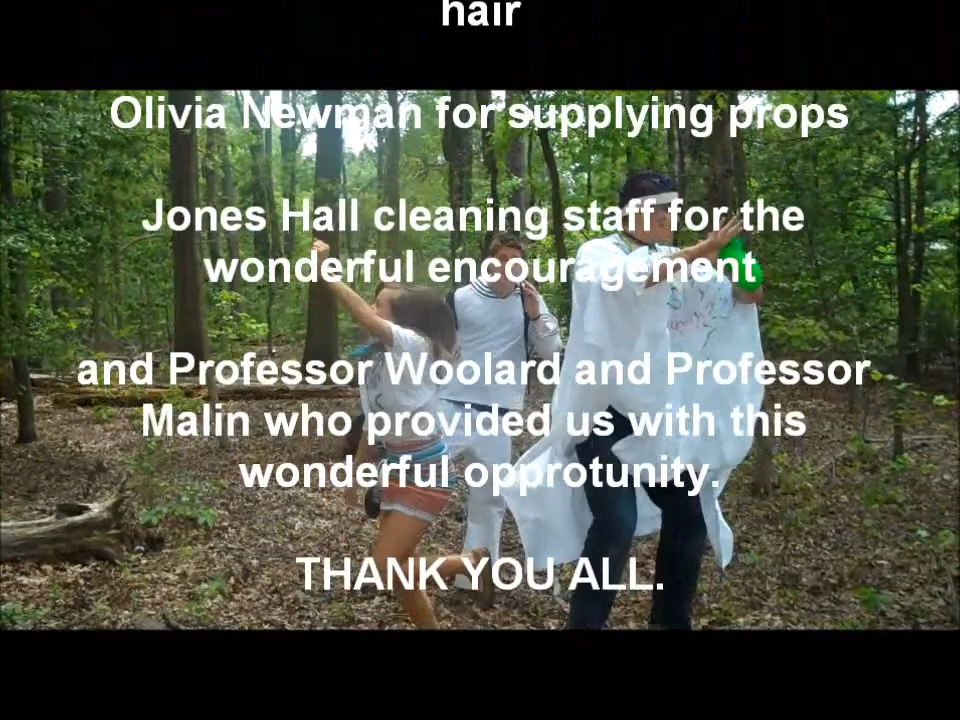 hair
Olivia Newman for supplying props
Jones Hall cleaning staff for the
wonderful encouragement
and Professor Woolard and Professor
Malin who provided us with this
wonderful opprotunity.
THANK YOU ALL.